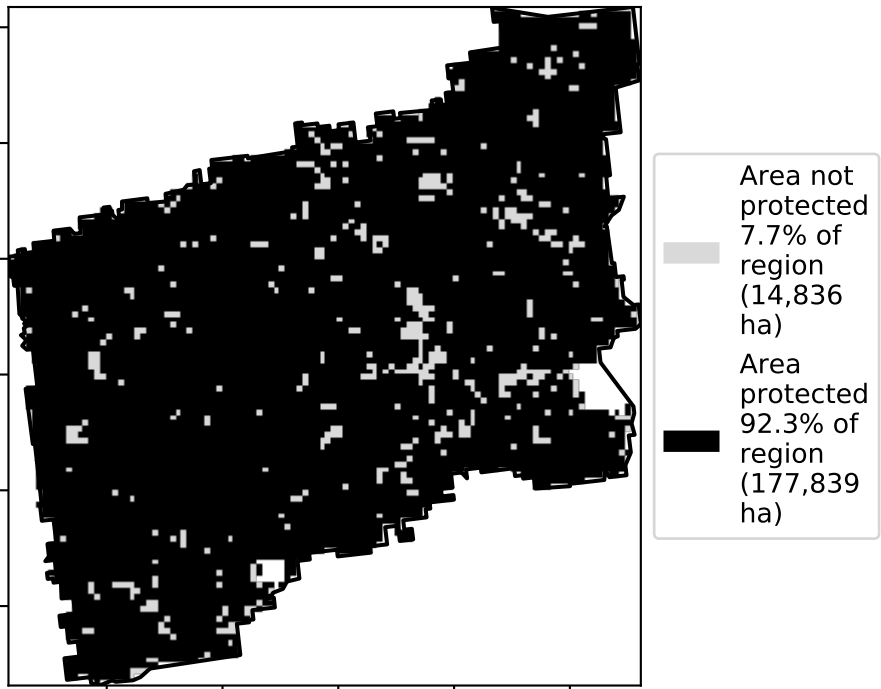 Area not
protected
7.7% of
region
(14,836
ha)
Area
protected
92.3% of
region
(177,839
ha)